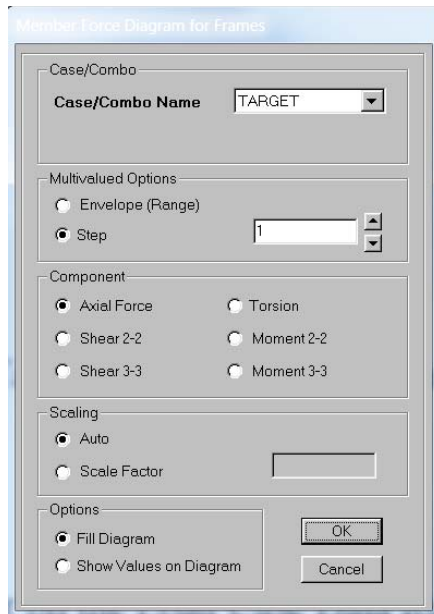 Member Force Diagram for Frames
Case/Combo
Case/Combo Name TARGET
Multivalued Options
Envelope (Range)
Step 1
Component
Axial Force Torsion
Shear 2-2 Moment 2-2
Shear 3-3 Moment 3-3
Scaling
Auto
Scale Factor
Options
Fill Diagram OK
Show Values on Diagram Cancel